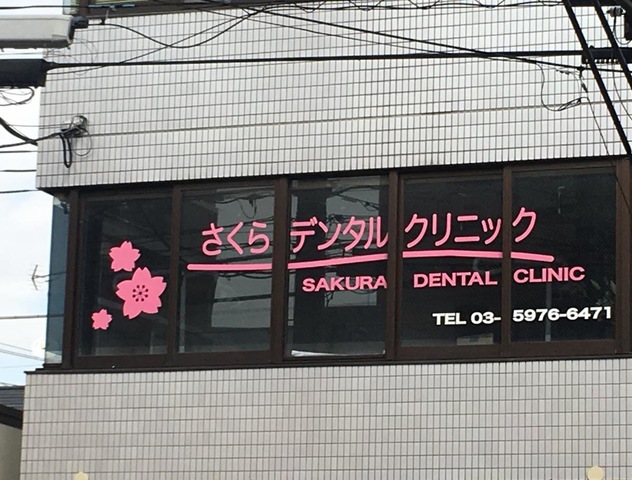 さくら デンタル クリニック
SAKURA DENTAL CLINIC
TEL 03- 5976-6471